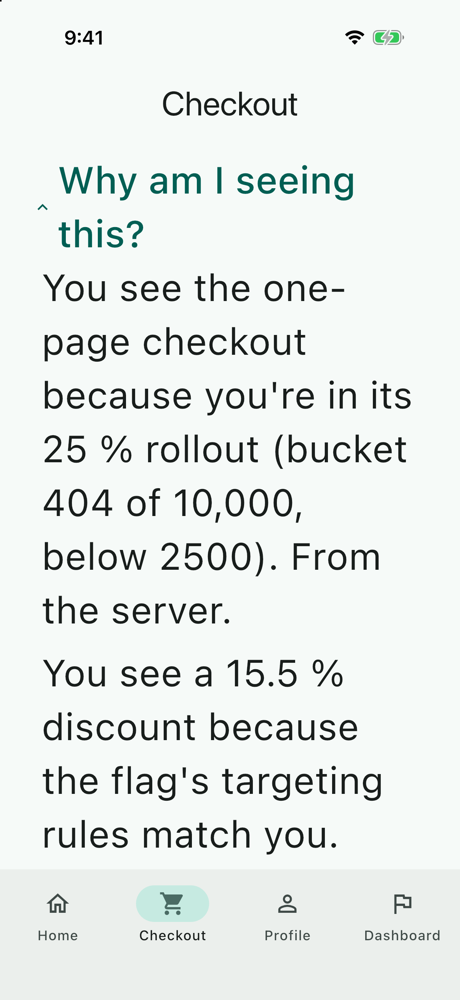 9:41
Checkout
Why am I seeing
this?
You see the one-
page checkout
because you're in its
25 % rollout (bucket
404 of 10,000,
below 2500). From
the server.
You see a 15.5 %
discount because
the flag's targeting
rules match you.
Home
Checkout
Profile
Dashboard